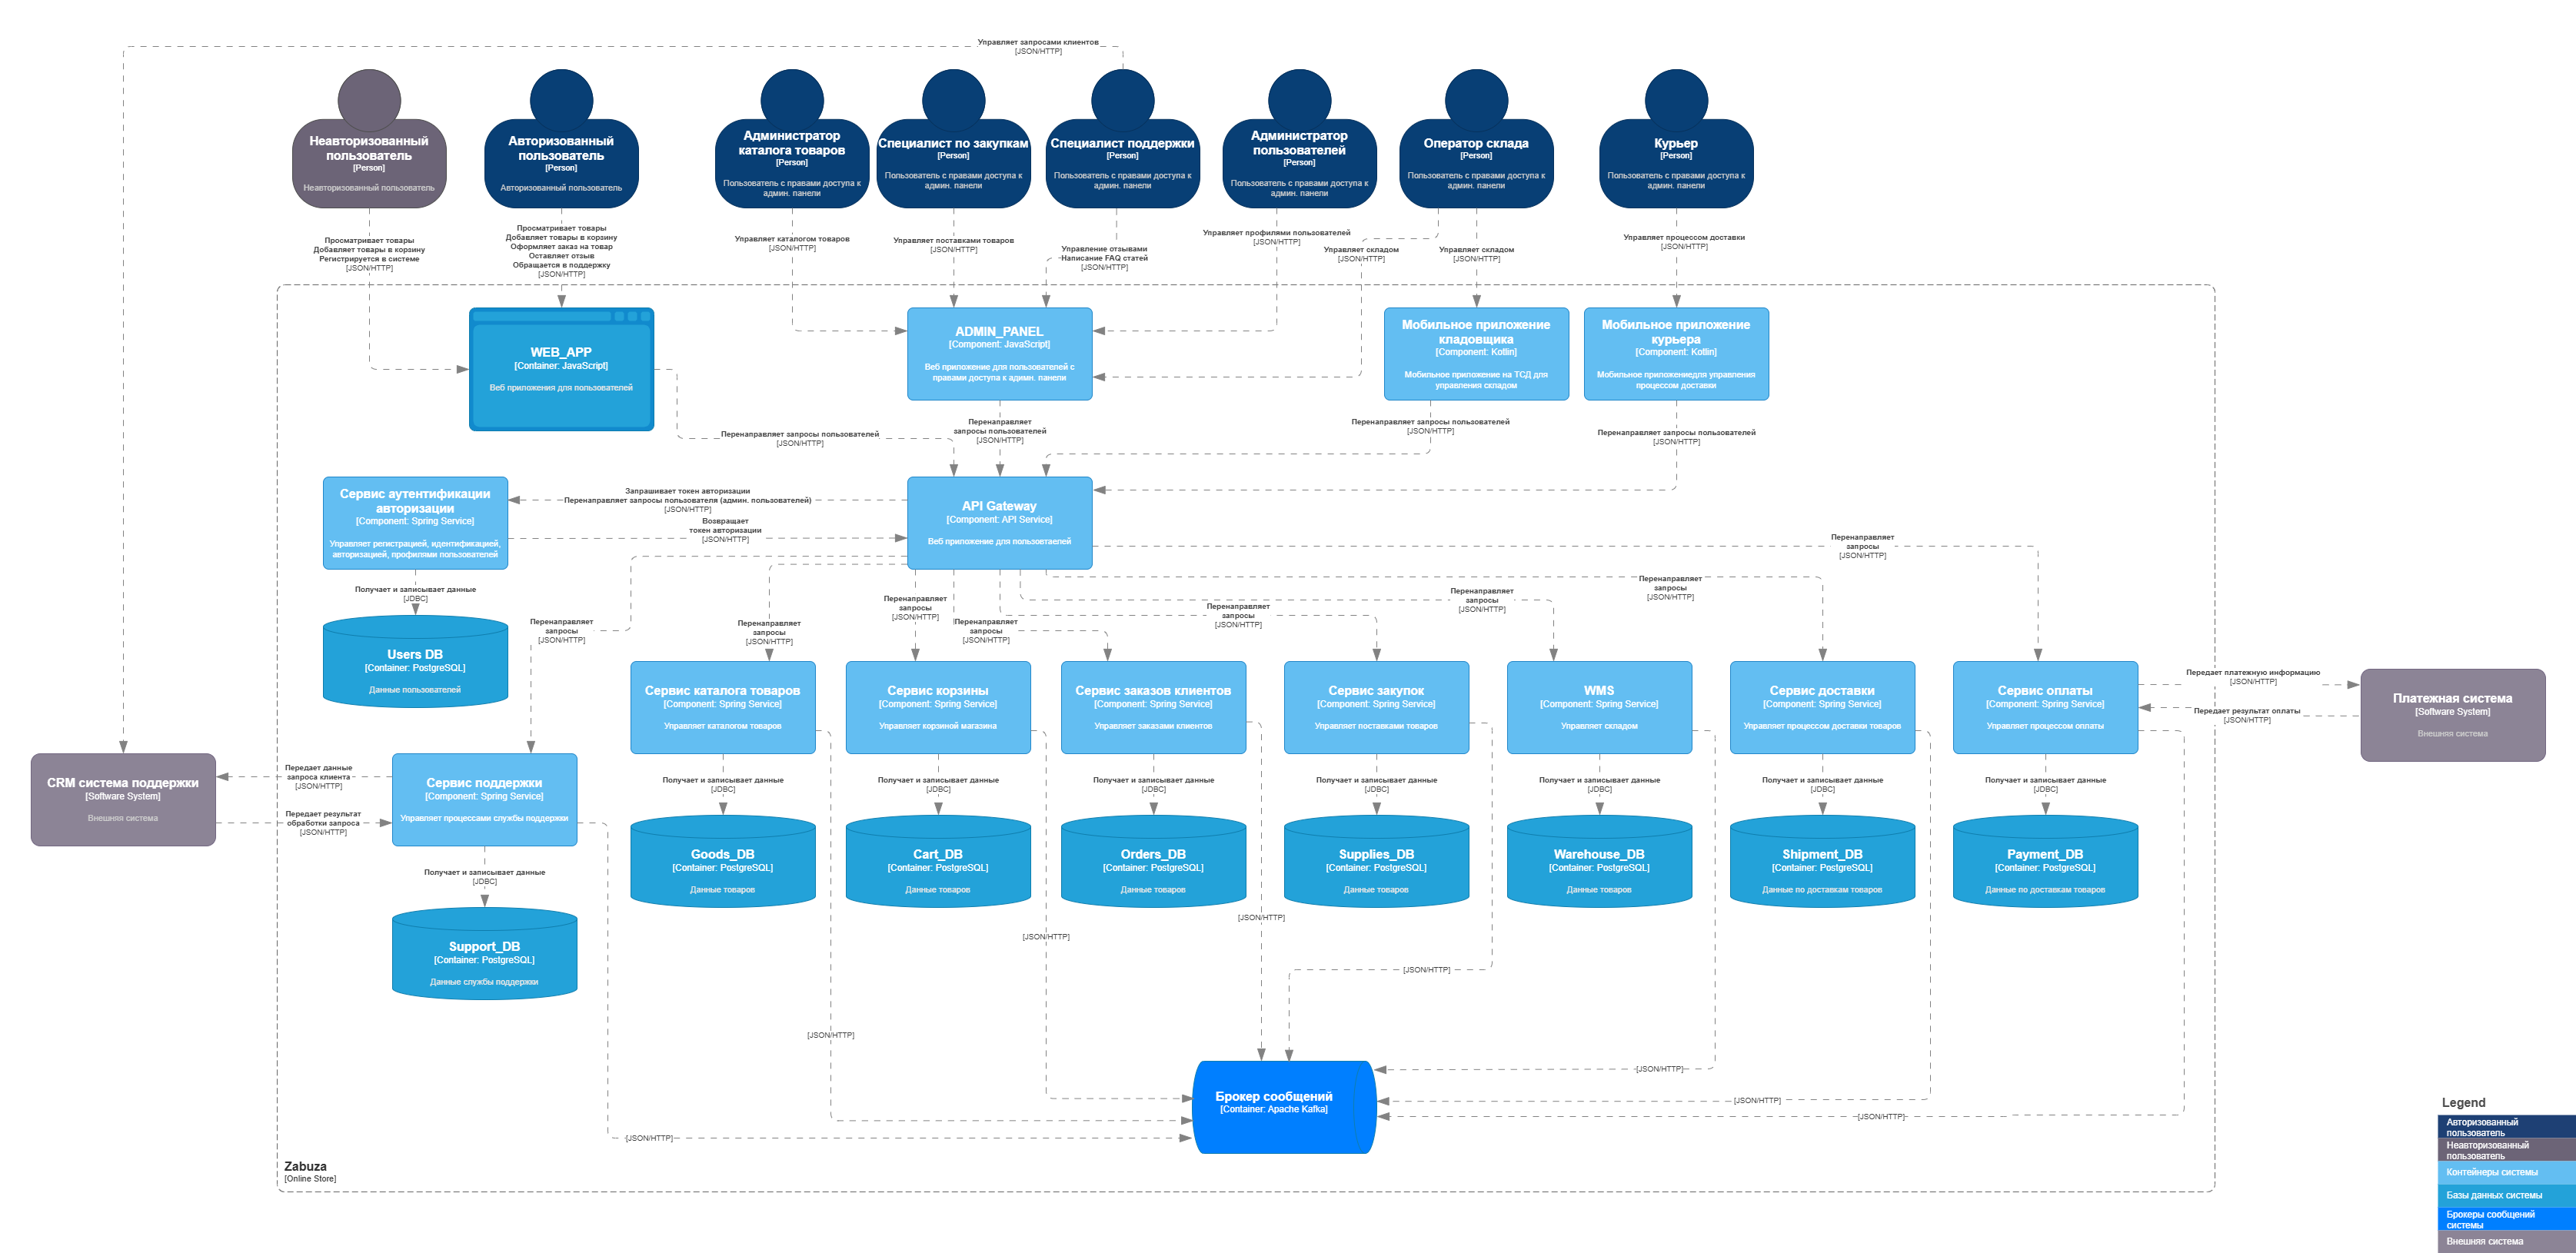 Управляет запросами клиентов
[JSON/HTTP]
Неавторизованный
пользователь
[Person]
Неавторизованный пользователь
Авторизованный
пользователь
[Person]
Авторизованный пользователь
Администратор
каталога товаров
[Person]
Пользователь с правами доступа к
админ. панели
Специалист по закупкам
[Person]
Пользователь с правами доступа к
админ. панели
Специалист поддержки
[Person]
Пользователь с правами доступа к
админ. панели
Администратор
пользователей
[Person]
Пользователь с правами доступа к
админ. панели
Оператор склада
[Person]
Пользователь с правами доступа к
админ. панели
Курьер
[Person]
Пользователь с правами доступа к
админ. панели
Просматривает товары
Добавляет товары в корзину
Регистрируется в системе
[JSON/HTTP]
Просматривает товары
Добавляет товары в корзину
Оформляет заказ на товар
Оставляет отзыв
Обращается в поддержку
[JSON/HTTP]
Управляет каталогом товаров
[JSON/HTTP]
Управляет поставками товаров
[JSON/HTTP]
Управление отзывами
Написание FAQ статей
[JSON/HTTP]
Управляет профилями пользователей
[JSON/HTTP]
Управляет складом
[JSON/HTTP]
Управляет складом
[JSON/HTTP]
Управляет процессом доставки
[JSON/HTTP]
WEB_APP
[Container: JavaScript]
Веб приложения для пользователей
ADMIN_PANEL
[Component: JavaScript]
Веб приложение для пользователей с
правами доступа к адимн. панели
Мобильное приложение
кладовщика
[Component: Kotlin]
Мобильное приложение на ТСД для
управления складом
Мобильное приложение
курьера
[Component: Kotlin]
Мобильное приложениедля управления
процессом доставки
Перенаправляет запросы пользователей
[JSON/HTTP]
Перенаправляет
запросы пользователей
[JSON/HTTP]
Перенаправляет запросы пользователей
[JSON/HTTP]
Перенаправляет запросы пользователей
[JSON/HTTP]
Сервис аутентификации
авторизации
[Component: Spring Service]
Управляет регистрацией, идентификацией,
авторизацией, профилями пользователей
Запрашивает токен авторизации
Перенаправляет запросы пользователя (админ. пользователей)
[JSON/HTTP]
Возвращает
токен авторизации
[JSON/HTTP]
API Gateway
[Component: API Service]
Веб приложение для пользовтаелей
Перенаправляет
запросы
[JSON/HTTP]
Получает и записывает данные
[JDBC]
Перенаправляет
запросы
[JSON/HTTP]
Перенаправляет
запросы
[JSON/HTTP]
Перенаправляет
запросы
[JSON/HTTP]
Перенаправляет
запросы
[JSON/HTTP]
Перенаправляет
запросы
[JSON/HTTP]
Перенаправляет
запросы
[JSON/HTTP]
Перенаправляет
запросы
[JSON/HTTP]
Users DB
[Container: PostgreSQL]
Данные пользователей
Сервис каталога товаров
[Component: Spring Service]
Управляет каталогом товаров
Сервис корзины
[Component: Spring Service]
Управляет корзиной магазина
Сервис заказов клиентов
[Component: Spring Service]
Управляет заказами клиентов
Сервис закупок
[Component: Spring Service]
Управляет поставками товаров
WMS
[Component: Spring Service]
Управляет складом
Сервис доставки
[Component: Spring Service]
Управляет процессом доставки товаров
Сервис оплаты
[Component: Spring Service]
Управляет процессом оплаты
Передает платежную информацию
[JSON/HTTP]
Передает результат оплаты
[JSON/HTTP]
Платежная система
[Software System]
Внешняя система
CRM система поддержки
[Software System]
Внешняя система
Передает данные
запроса клиента
[JSON/HTTP]
Передает результат
обработки запроса
[JSON/HTTP]
Сервис поддержки
[Component: Spring Service]
Управляет процессами службы поддержки
Получает и записывает данные
[JDBC]
Получает и записывает данные
[JDBC]
Получает и записывает данные
[JDBC]
Получает и записывает данные
[JDBC]
Получает и записывает данные
[JDBC]
Получает и записывает данные
[JDBC]
Получает и записывает данные
[JDBC]
Goods_DB
[Container: PostgreSQL]
Данные товаров
Cart_DB
[Container: PostgreSQL]
Данные товаров
Orders_DB
[Container: PostgreSQL]
Данные товаров
Supplies_DB
[Container: PostgreSQL]
Данные товаров
Warehouse_DB
[Container: PostgreSQL]
Данные товаров
Shipment_DB
[Container: PostgreSQL]
Данные по доставкам товаров
Payment_DB
[Container: PostgreSQL]
Данные по доставкам товаров
Получает и записывает данные
[JDBC]
Support_DB
[Container: PostgreSQL]
Данные службы поддержки
[JSON/HTTP]
[JSON/HTTP]
[JSON/HTTP]
[JSON/HTTP]
[JSON/HTTP]
[JSON/HTTP]
[JSON/HTTP]
[JSON/HTTP]
Брокер сообщений
[Container: Apache Kafka]
Zabuza
[Online Store]
Legend
Авторизованный
пользователь
Неавторизованный
пользователь
Контейнеры системы
Базы данных системы
Брокеры сообщений
системы
Внешняя система